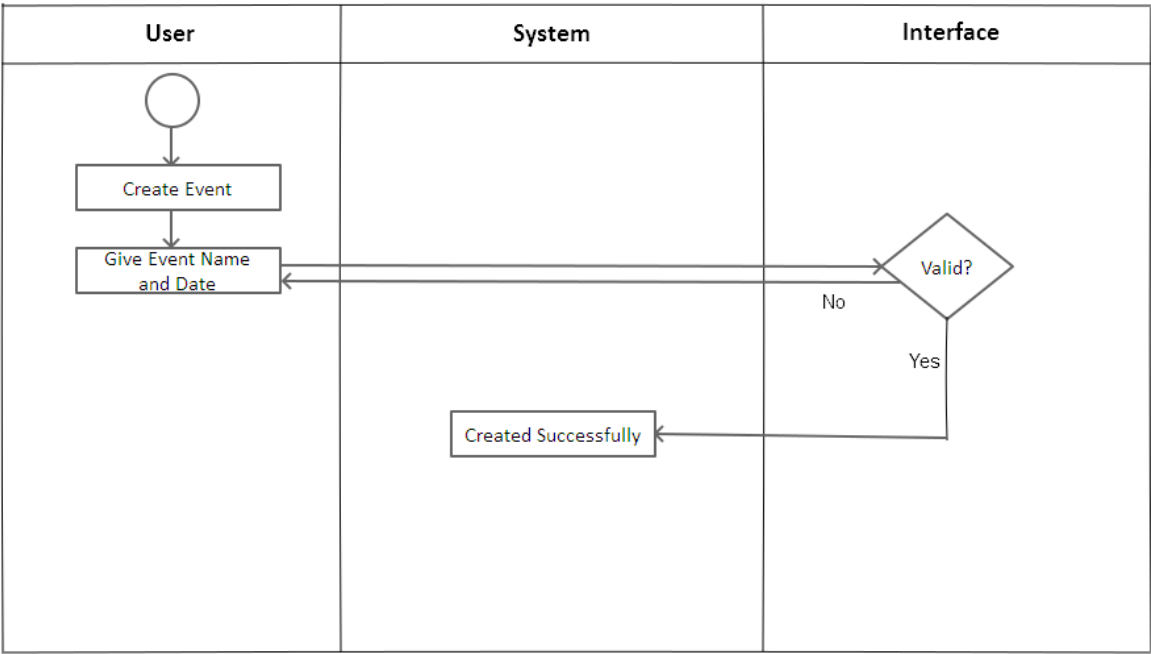 User
System
Interface
Create Event
Give Event Name
and Date
Valid?
No
Yes
Created Successfully